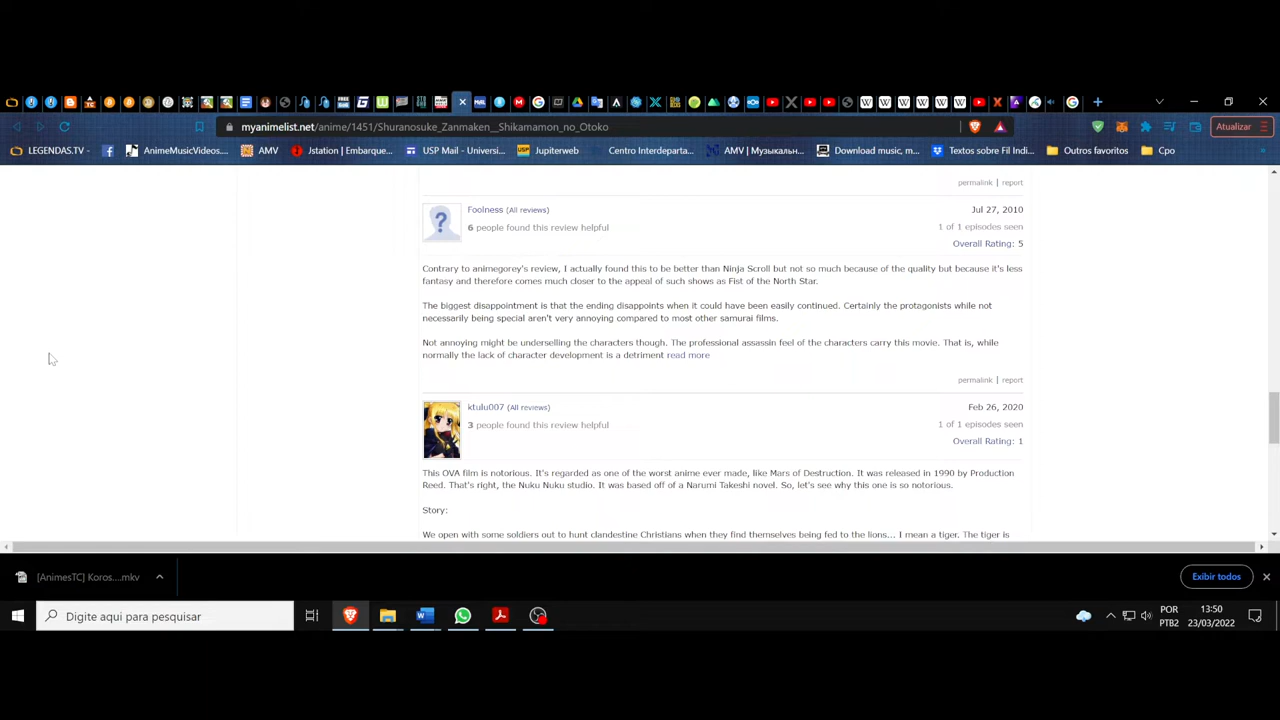 myanimelist.net/anime/1451/Shuranosuke_Zanmaken__Shikamamon_no_Otoko
Atualizar
LEGENDAS.TV
AnimeMusicVideos...
AMV
Jstation | Embarque...
USP Mail - Universi...
Jupiterweb
Centro Interdeparta...
AMV | Музыкальн...
Download music, m...
Textos sobre Fil Indi...
Outros favoritos
Cpo
permalink | report
Foolness (All reviews)
Jul 27, 2010
6 people found this review helpful
1 of 1 episodes seen
Overall Rating: 5
Contrary to animegorey's review, I actually found this to be better than Ninja Scroll but not so much because of the quality but because it's less
fantasy and therefore comes much closer to the appeal of such shows as Fist of the North Star.
The biggest disappointment is that the ending disappoints when it could have been easily continued. Certainly the protagonists while not
necessarily being special aren't very annoying compared to most other samurai films.
Not annoying might be underselling the characters though. The professional assassin feel of the characters carry this movie. That is, while
normally the lack of character development is a detriment read more
permalink | report
ktulu007 (All reviews)
Feb 26, 2020
3 people found this review helpful
1 of 1 episodes seen
Overall Rating: 1
This OVA film is notorious. It's regarded as one of the worst anime ever made, like Mars of Destruction. It was released in 1990 by Production
Reed. That's right, the Nuku Nuku studio. It was based off of a Narumi Takeshi novel. So, let's see why this one is so notorious.
Story:
We open with some soldiers out to hunt clandestine Christians when they find themselves being fed to the lions... I mean a tiger. The tiger is
[AnimesTC] Koros....mkv
Exibir todos
Digite aqui para pesquisar
POR
PTB2
13:50
23/03/2022